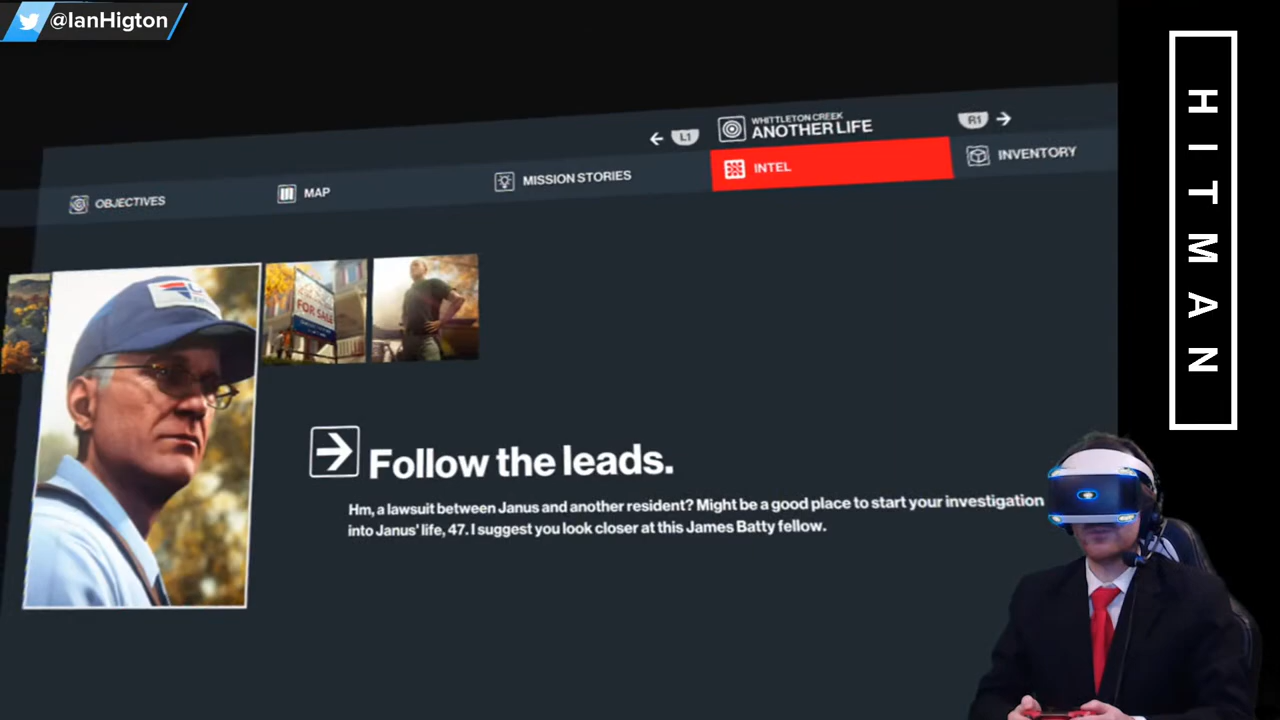 @IanHigton
L1
WHITTLETON CREEK
ANOTHER LIFE
R1
OBJECTIVES
MAP
MISSION STORIES
INTEL
INVENTORY
FOR SALE
Follow the leads.
Hm, a lawsuit between Janus and another resident? Might be a good place to start your investigation
into Janus' life, 47. I suggest you look closer at this James Batty fellow.
HITMAN